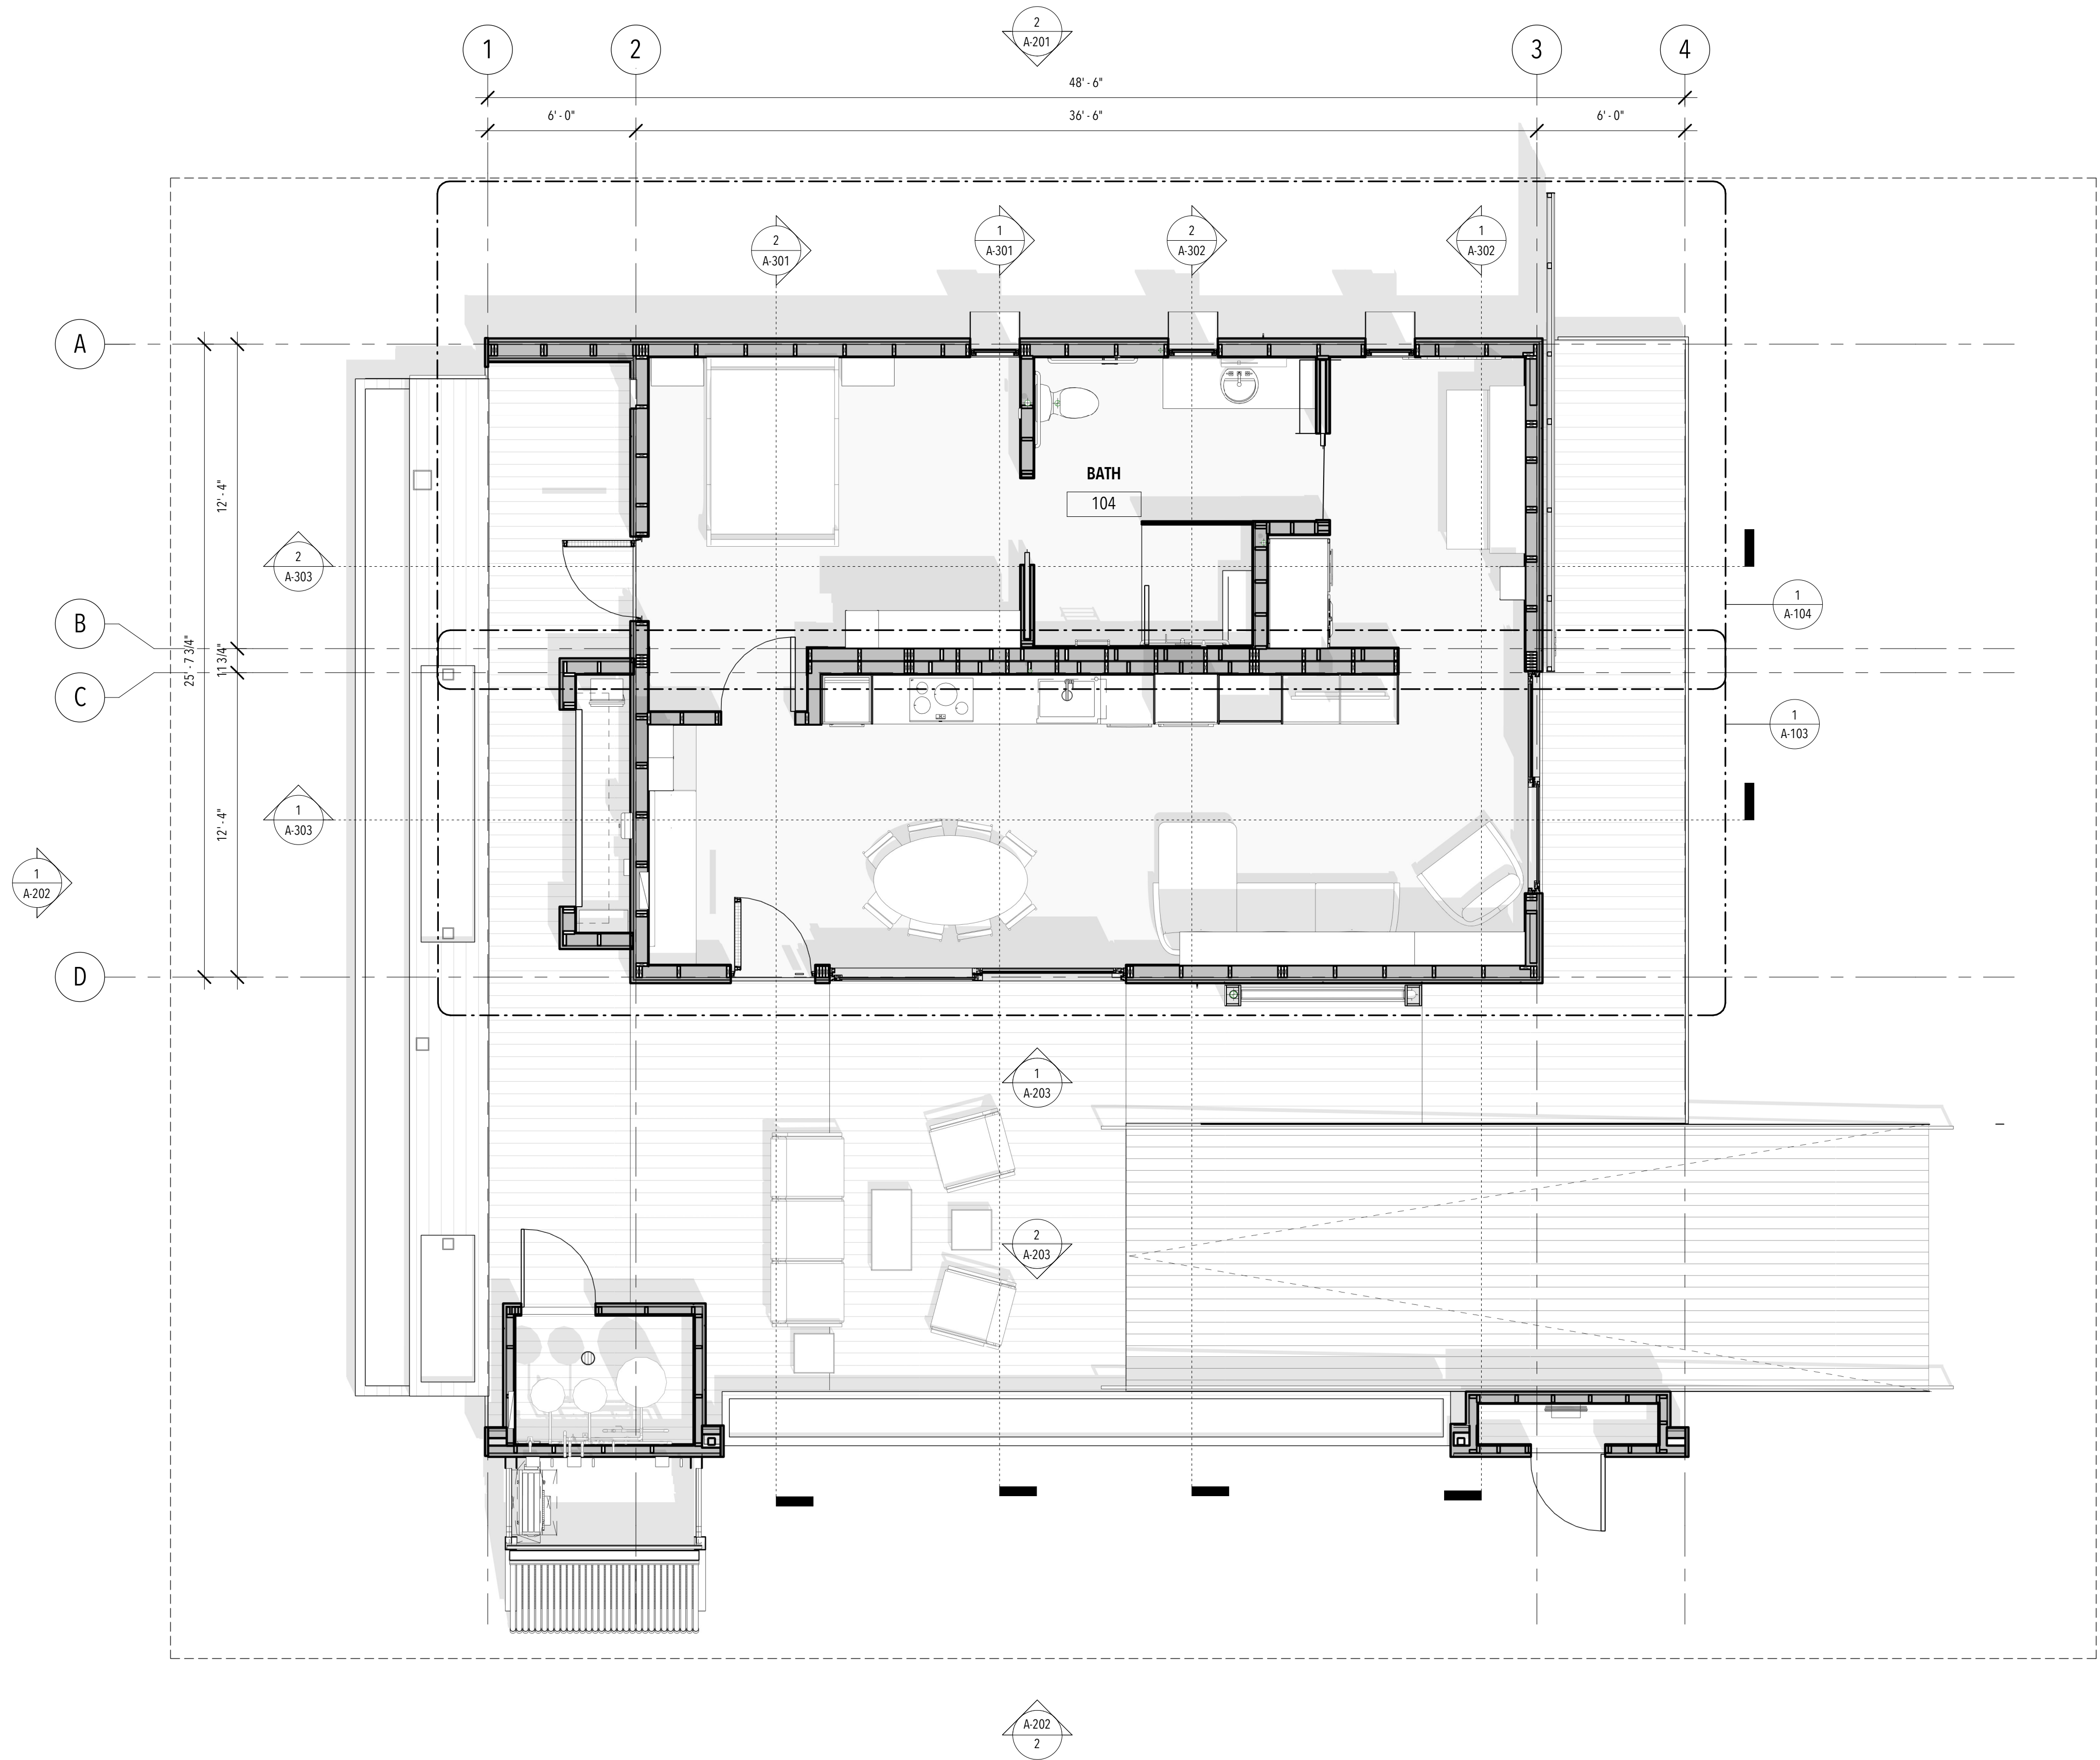 2
A-201
1
2
3
4
48' - 6"
6' - 0"
36' - 6"
6' - 0"
2
A-301
1
A-301
2
A-302
1
A-302
A
BATH
104
12' - 4"
2
A-303
1
A-104
B
25' - 7 3/4"
11 3/4"
C
1
A-103
1
A-303
12' - 4"
1
A-202
D
1
A-203
2
A-203
A-202
2